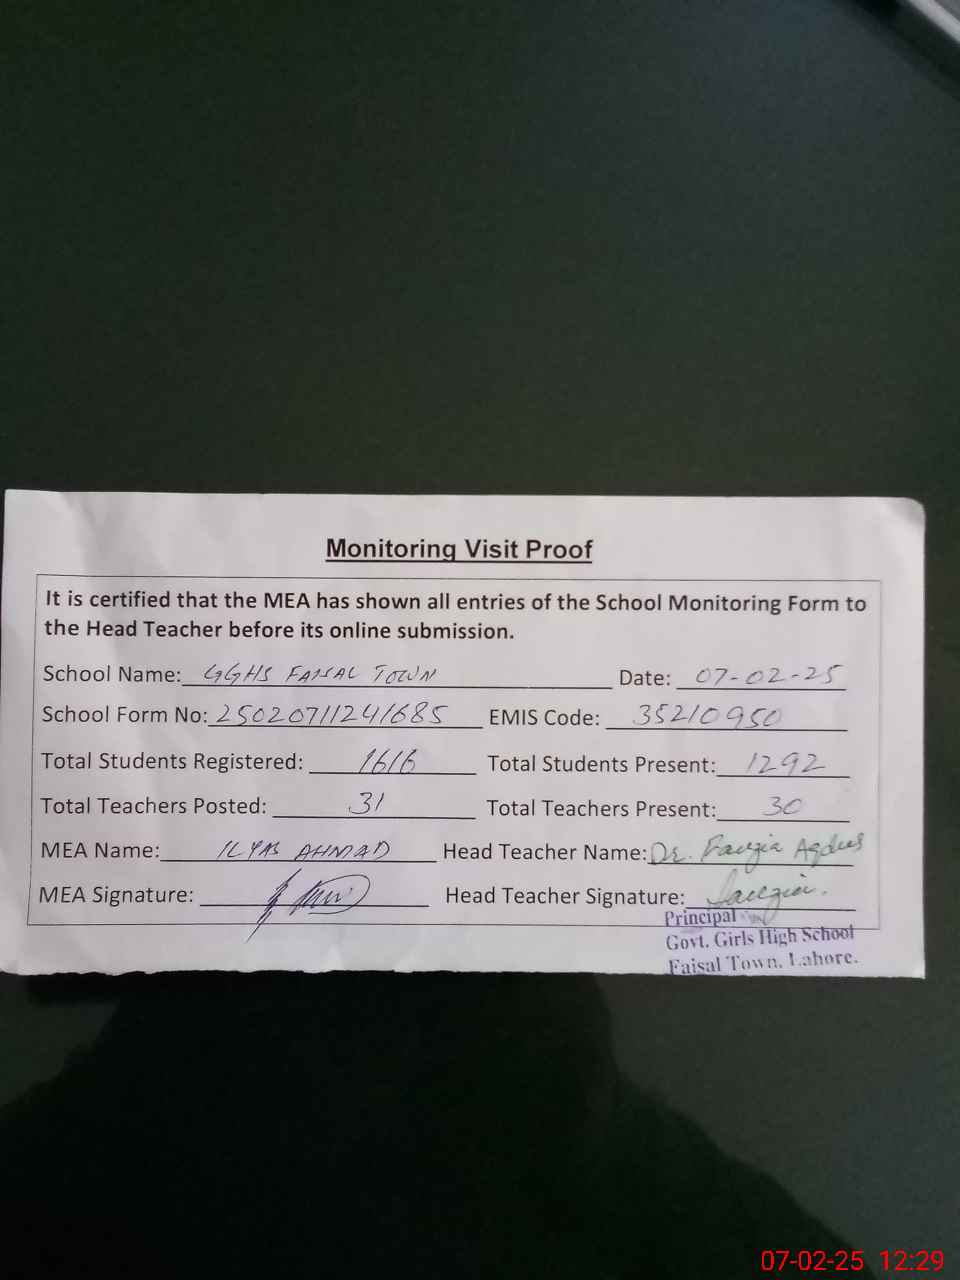 Monitoring Visit Proof
It is certified that the MEA has shown all entries of the School Monitoring Form to
the Head Teacher before its online submission.
School Name: GGHS FAISAL TOWN Date: 07-02-25
School Form No: 25020711241685 EMIS Code: 35210950
Total Students Registered: 1616 Total Students Present: 1292
Total Teachers Posted: 31 Total Teachers Present: 30
MEA Name: ILYAS AHMAD Head Teacher Name: Dr. Fauzia Aqdus
MEA Signature: Head Teacher Signature: Fauzia.
Principal
Govt. Girls High School
Faisal Town, Lahore.
07-02-25 12:29